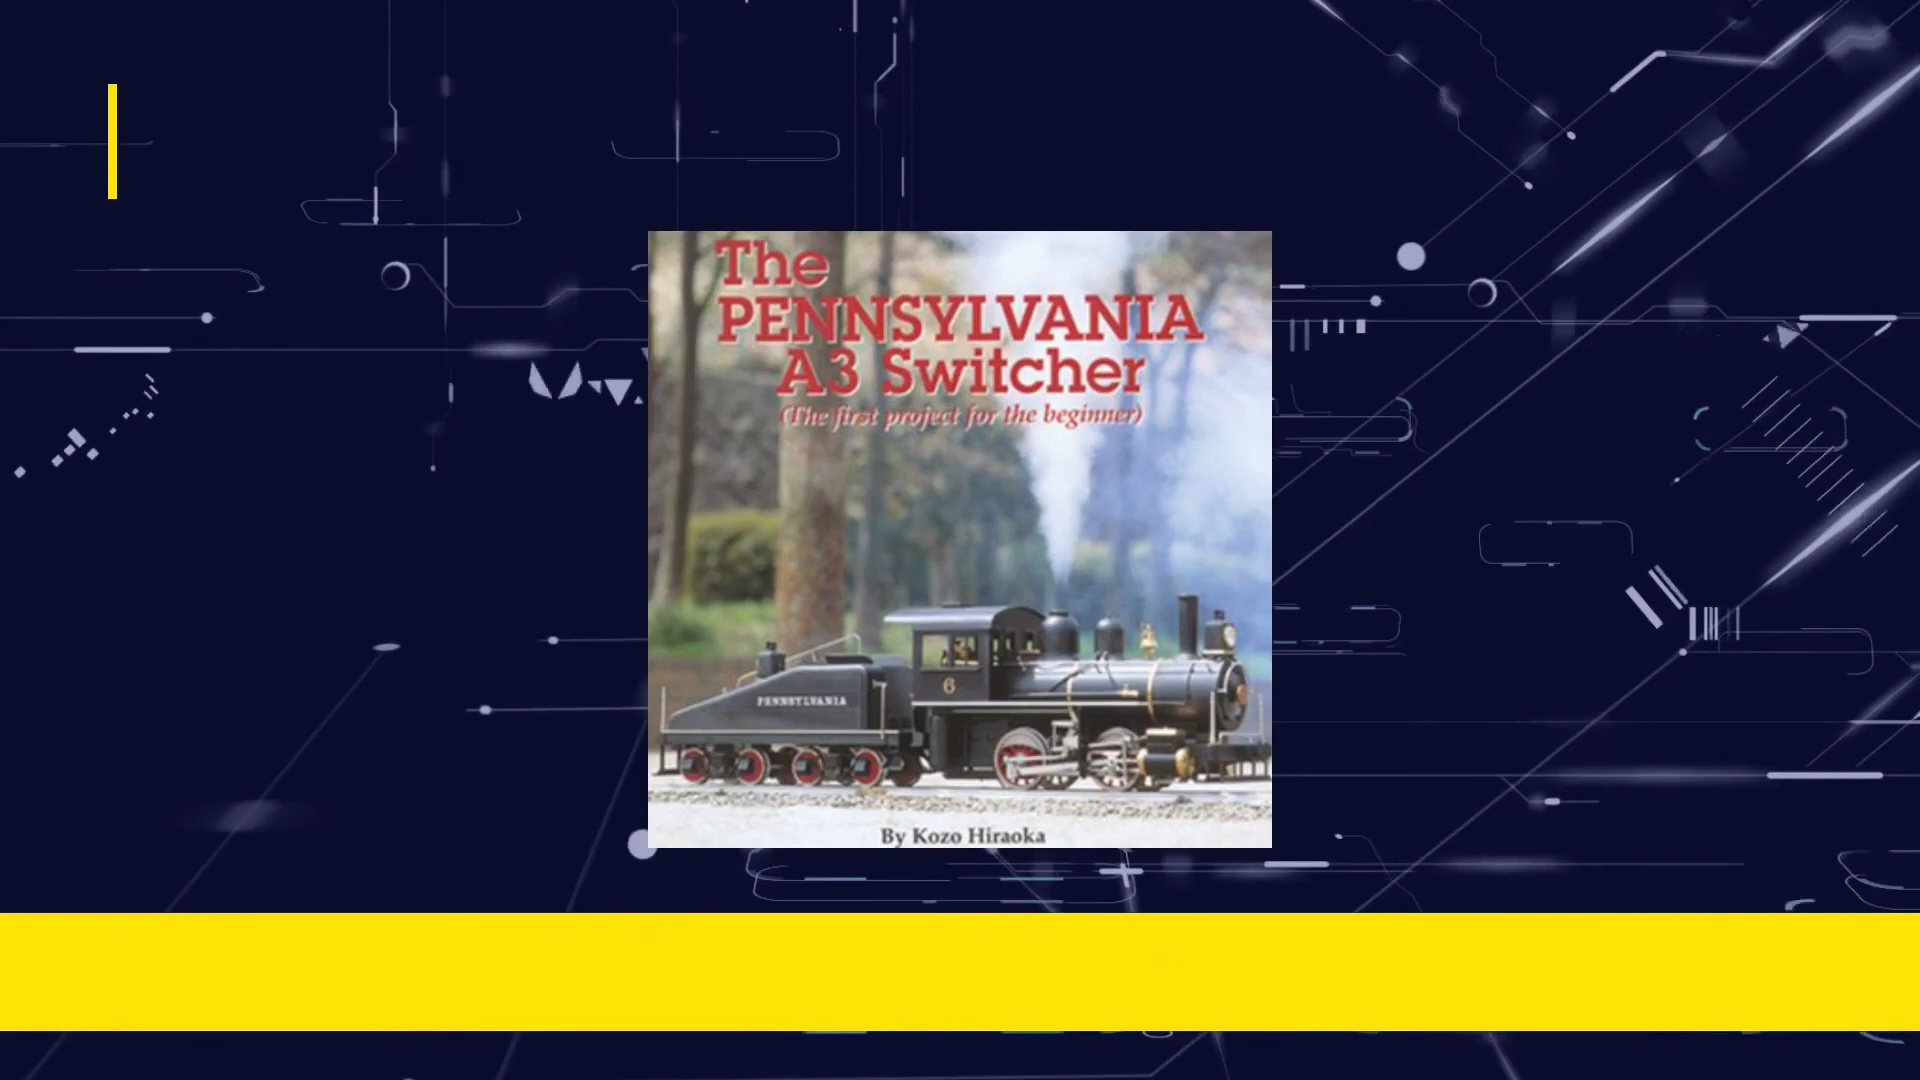 The
PENNSYLVANIA
A3 Switcher
(The first project for the beginner)
6
PENNSYLVANIA
By Kozo Hiraoka